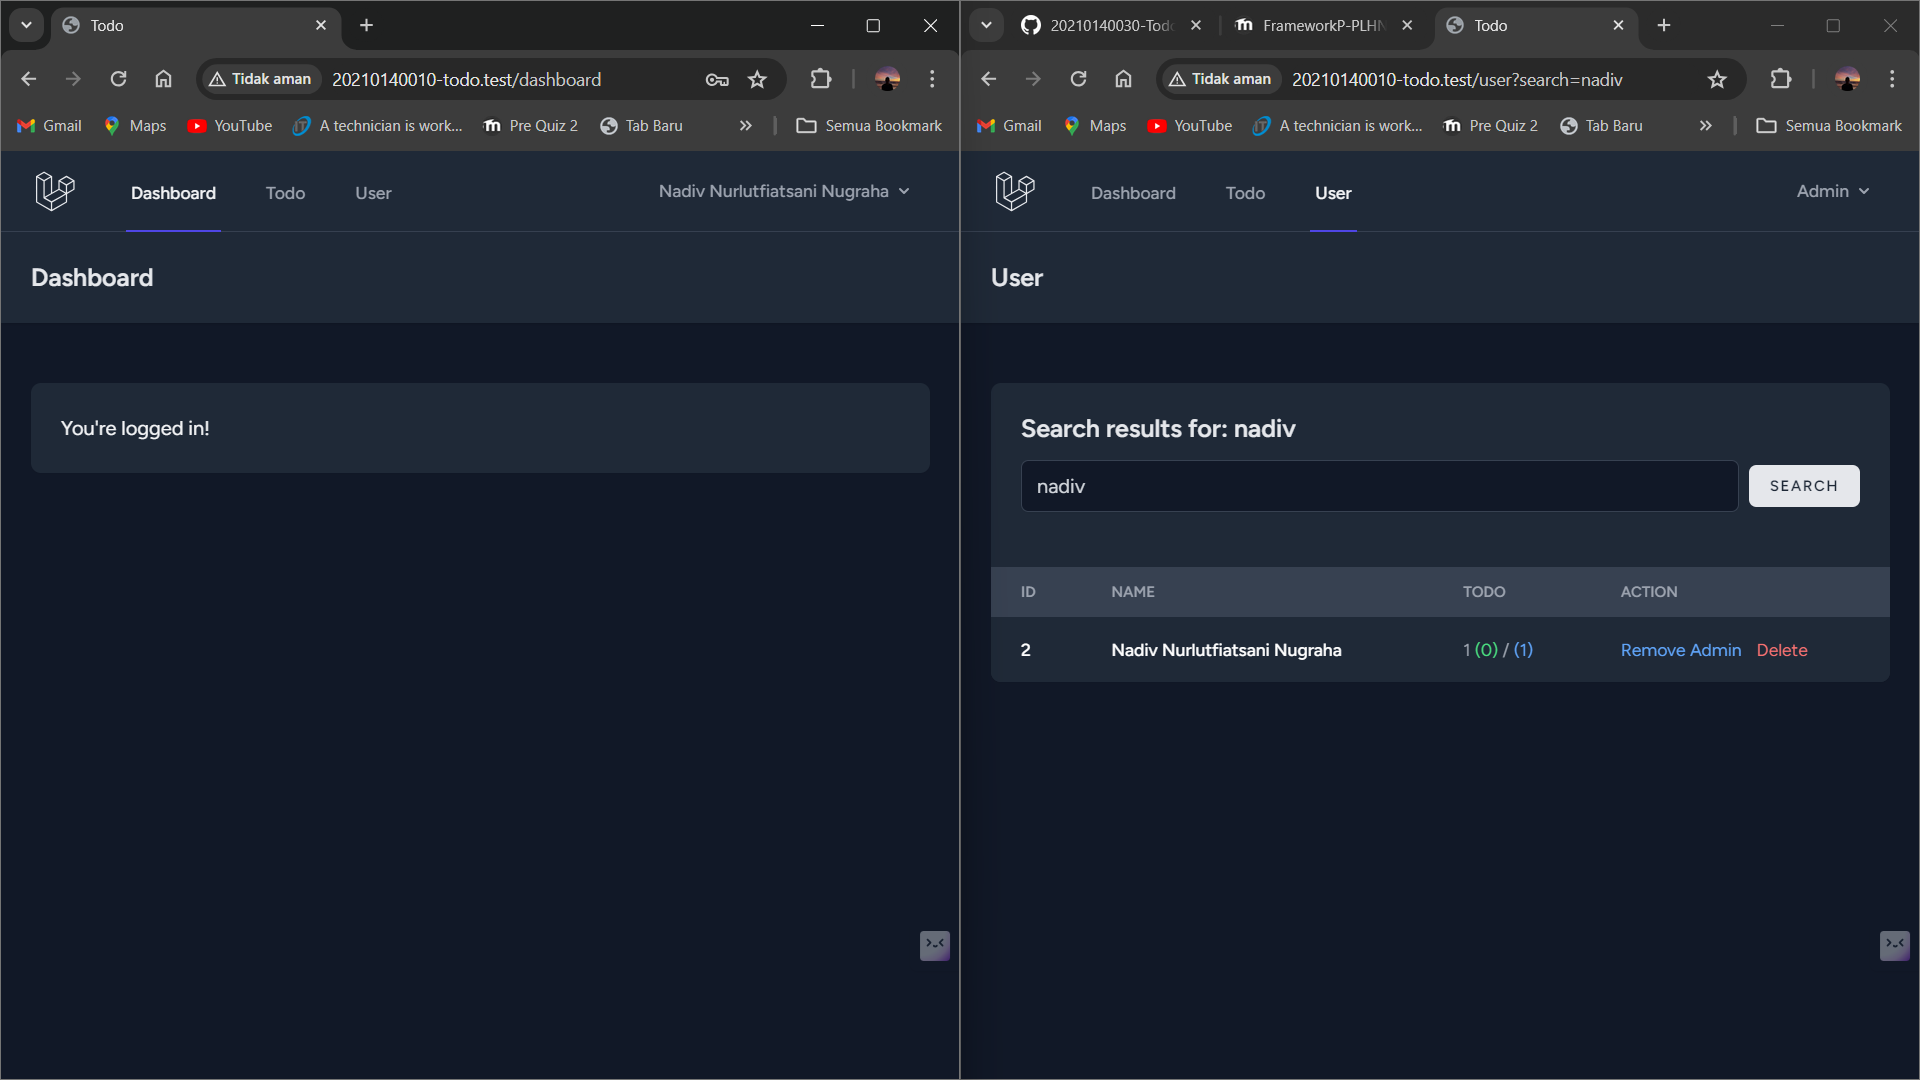 Todo
Tidak aman 20210140010-todo.test/dashboard
Gmail Maps YouTube A technician is work... Pre Quiz 2 Tab Baru » Semua Bookmark
Dashboard Todo User Nadiv Nurlutfiatsani Nugraha
Dashboard
You're logged in!
20210140030-Tod FrameworkP-PLHN Todo
Tidak aman 20210140010-todo.test/user?search=nadiv
Gmail Maps YouTube A technician is work... Pre Quiz 2 Tab Baru » Semua Bookmark
Dashboard Todo User Admin
User
Search results for: nadiv
nadiv SEARCH
ID NAME TODO ACTION
2 Nadiv Nurlutfiatsani Nugraha 1 (0) / (1) Remove Admin Delete